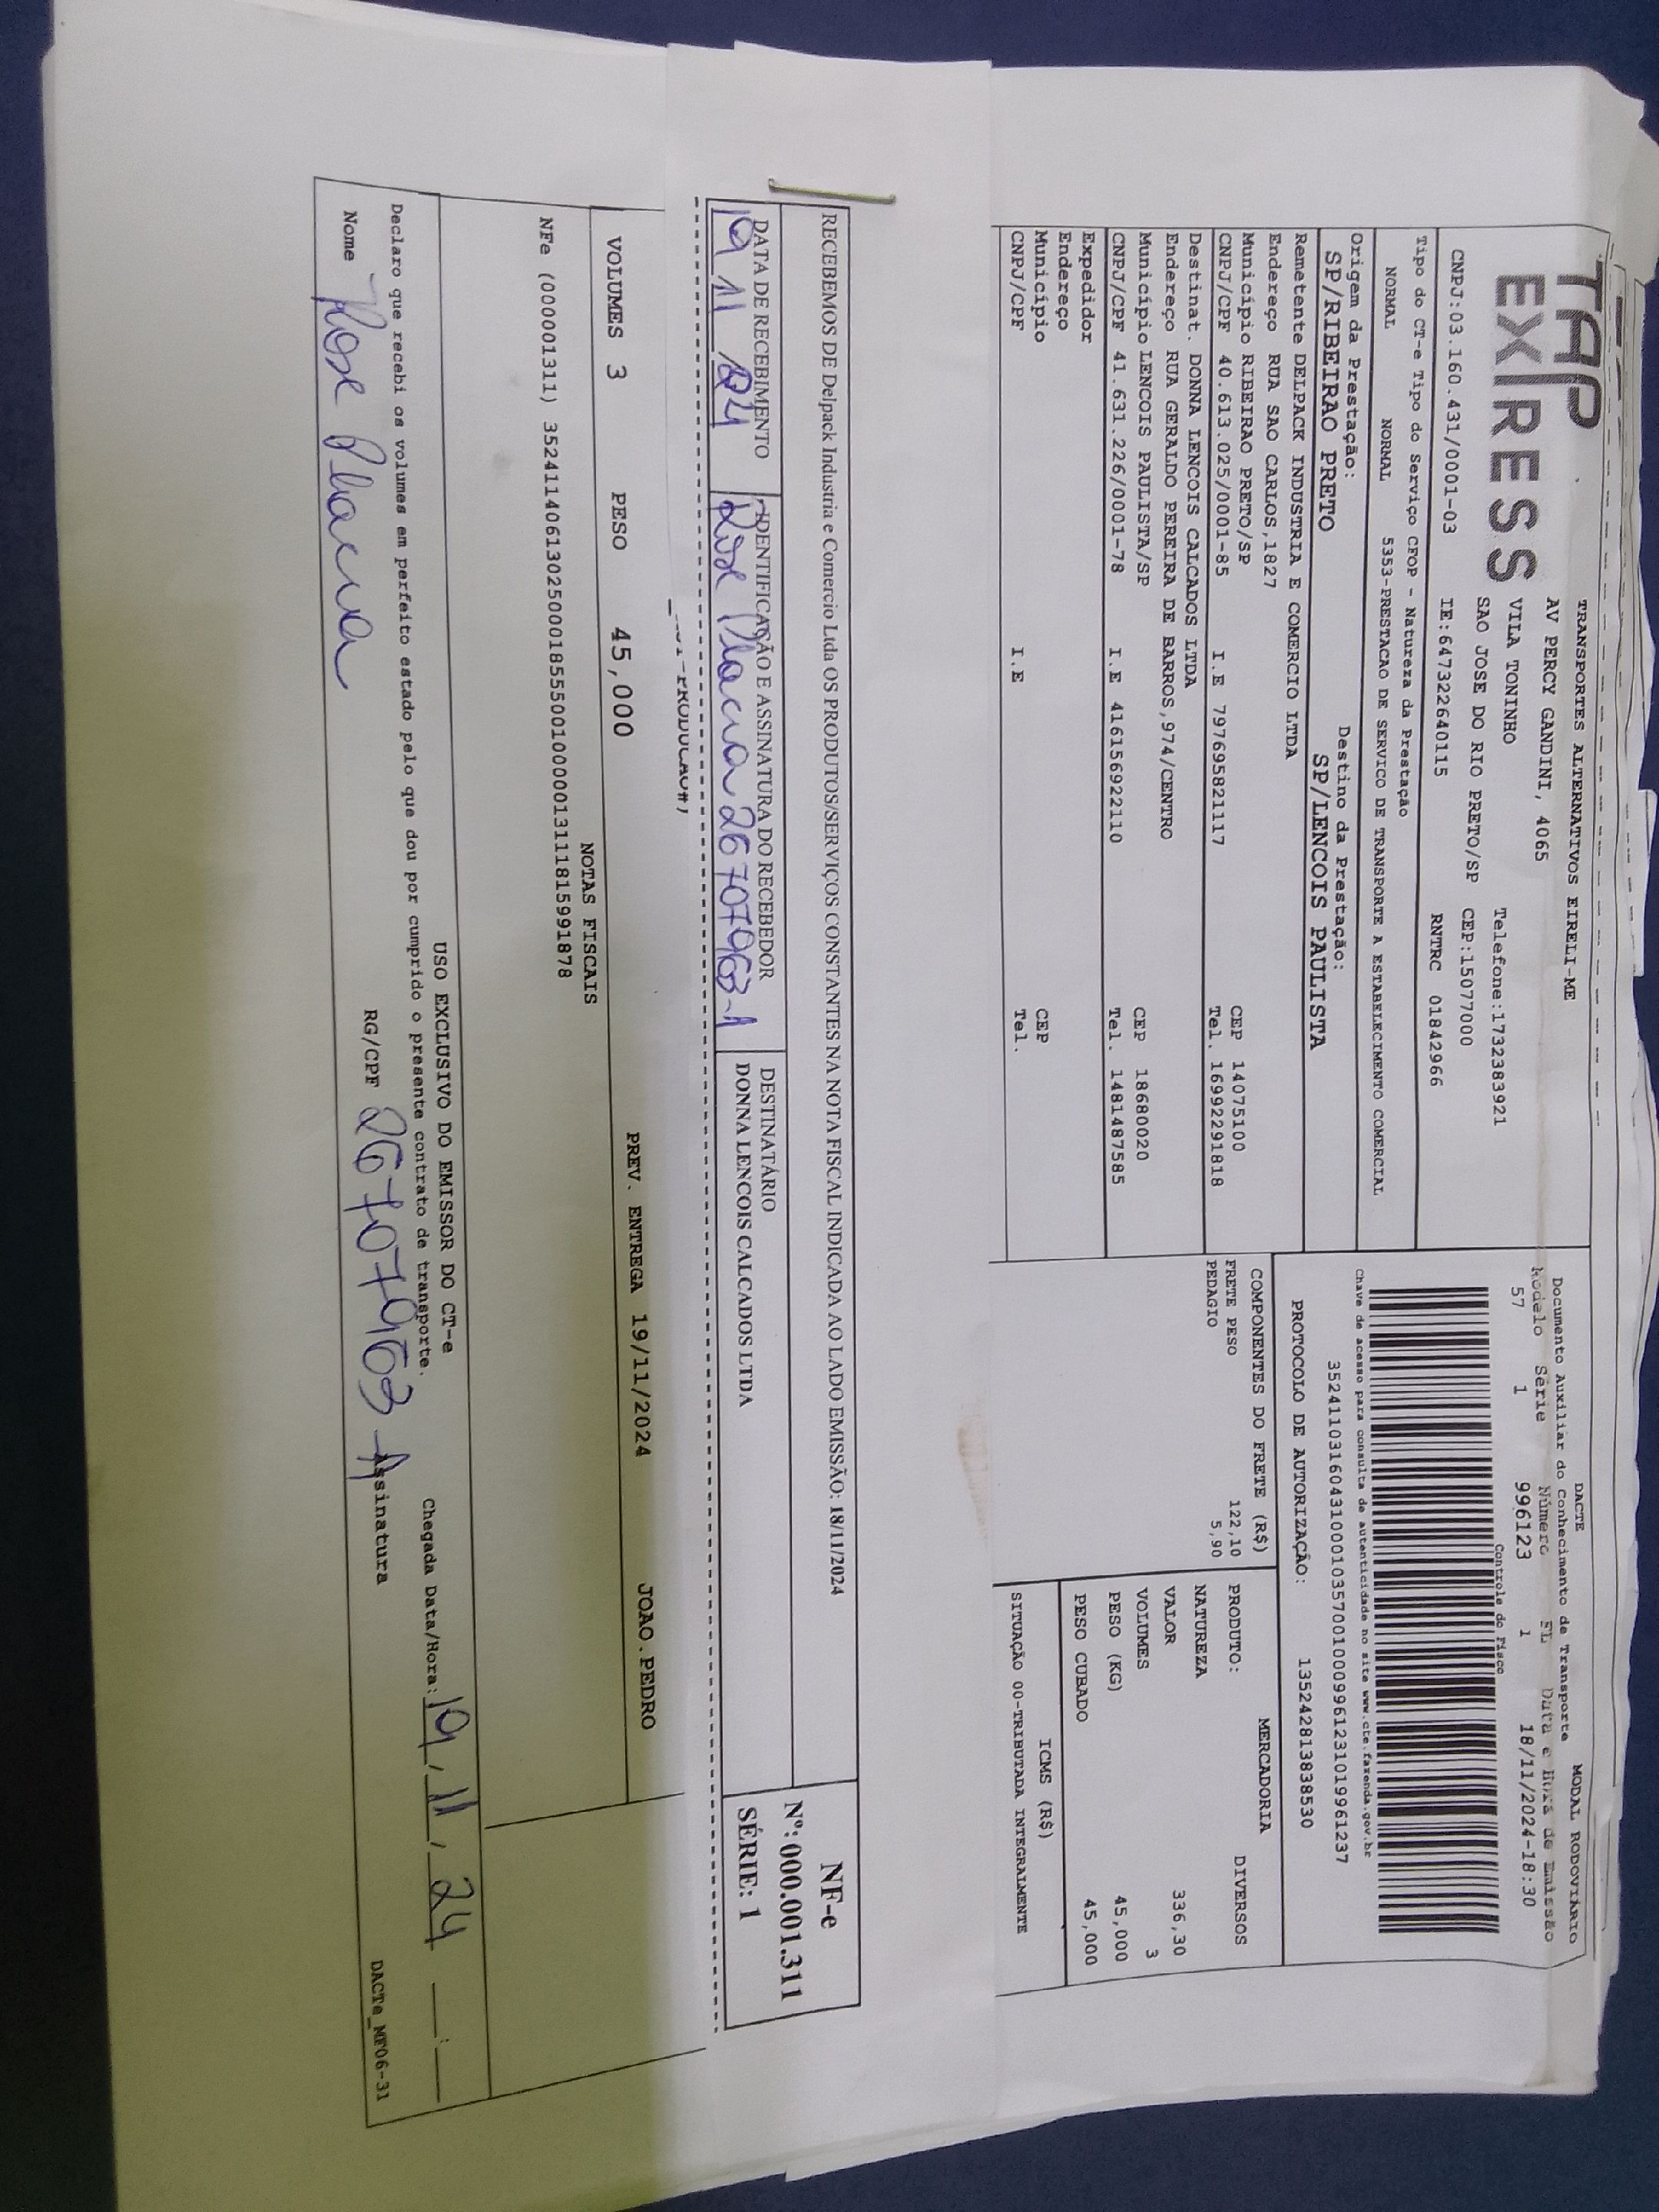 TAP
EXPRESS
TRANSPORTES ALTERNATIVOS EIRELI-ME
AV PERCY GANDINI, 4065
VILA TONINHO Telefone:1732383921
SAO JOSE DO RIO PRETO/SP CEP:15077000
CNPJ:03.160.431/0001-03 IE:647322640115 RNTRC 01842966
Tipo do CT-e Tipo do Serviço CFOP - Natureza da Prestação
NORMAL NORMAL 5353-PRESTACAO DE SERVICO DE TRANSPORTE A ESTABELECIMENTO COMERCIAL
Origem da Prestação: Destino da Prestação:
SP/RIBEIRAO PRETO SP/LENCOIS PAULISTA
Remetente DELPACK INDUSTRIA E COMERCIO LTDA
Endereço RUA SAO CARLOS,1827
Município RIBEIRAO PRETO/SP CEP 14075100
CNPJ/CPF 40.613.025/0001-85 I.E 797695821117 Tel. 16992291818
Destinat. DONNA LENCOIS CALCADOS LTDA
Endereço RUA GERALDO PEREIRA DE BARROS,974/CENTRO
Município LENCOIS PAULISTA/SP CEP 18680020
CNPJ/CPF 41.631.226/0001-78 I.E 416156922110 Tel. 1481487585
Expedidor
Endereço
Município CEP
CNPJ/CPF I.E Tel.
DACTE MODAL RODOVIÁRIO
Documento Auxiliar do Conhecimento de Transporte
Modelo Série Número FL Data e Hora de Emissão
57 1 996123 1 18/11/2024-18:30
Controle do Fisco
Chave de acesso para consulta de autenticidade no site www.cte.fazenda.gov.br
35241103160431000103570010009961231019961237
PROTOCOLO DE AUTORIZAÇÃO: 135242813838530
COMPONENTES DO FRETE (R$)
FRETE PESO 122,10
PEDAGIO 5,90
MERCADORIA
PRODUTO: DIVERSOS
NATUREZA
VALOR 336,30
VOLUMES 3
PESO (KG) 45,000
PESO CUBADO 45,000
ICMS (R$)
SITUAÇÃO 00-TRIBUTADA INTEGRALMENTE
RECEBEMOS DE Delpack Industria e Comercio Ltda OS PRODUTOS/SERVIÇOS CONSTANTES NA NOTA FISCAL INDICADA AO LADO EMISSÃO: 18/11/2024
NF-e
Nº: 000.001.311
SÉRIE: 1
DATA DE RECEBIMENTO IDENTIFICAÇÃO E ASSINATURA DO RECEBEDOR DESTINATÁRIO
19 11 24 Rose 26707963-1 DONNA LENCOIS CALCADOS LTDA
VOLUMES 3 PESO 45,000 PREV. ENTREGA 19/11/2024 JOAO.PEDRO
NOTAS FISCAIS
NFe (000001311) 35241140613025000185550010000013111815991878
USO EXCLUSIVO DO EMISSOR DO CT-e
Declaro que recebi os volumes em perfeito estado pelo que dou por cumprido o presente contrato de transporte. Chegada Data/Hora: 19, 11, 24 __:__
Nome Rose RG/CPF 26707963-1 Assinatura
DACTe_MF06-31